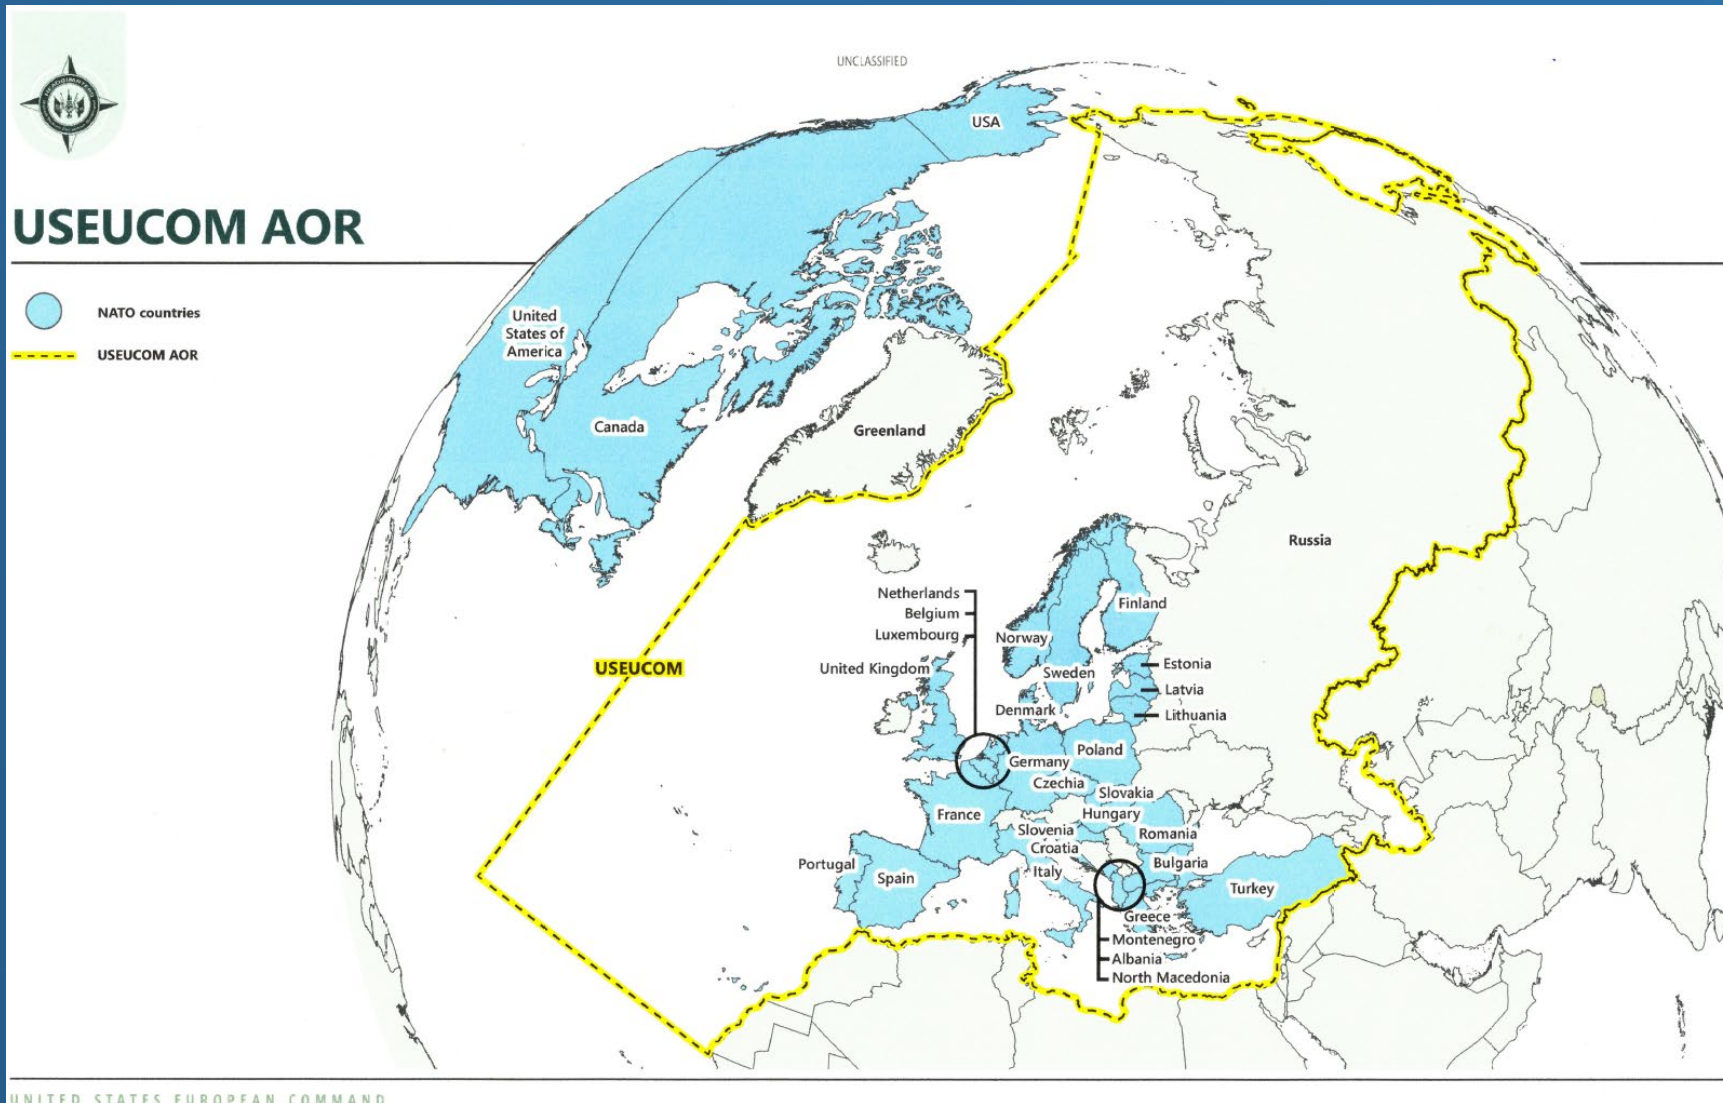 UNCLASSIFIED
USEUCOM AOR
NATO countries
USEUCOM AOR
USA
United
States of
America
Canada
Greenland
Russia
USEUCOM
Netherlands
Belgium
Luxembourg
United Kingdom
Norway
Finland
Sweden
Estonia
Latvia
Lithuania
Denmark
Poland
Germany
Czechia
Slovakia
France
Hungary
Slovenia
Romania
Croatia
Portugal
Spain
Italy
Bulgaria
Turkey
Greece
Montenegro
Albania
North Macedonia
UNITED STATES EUROPEAN COMMAND